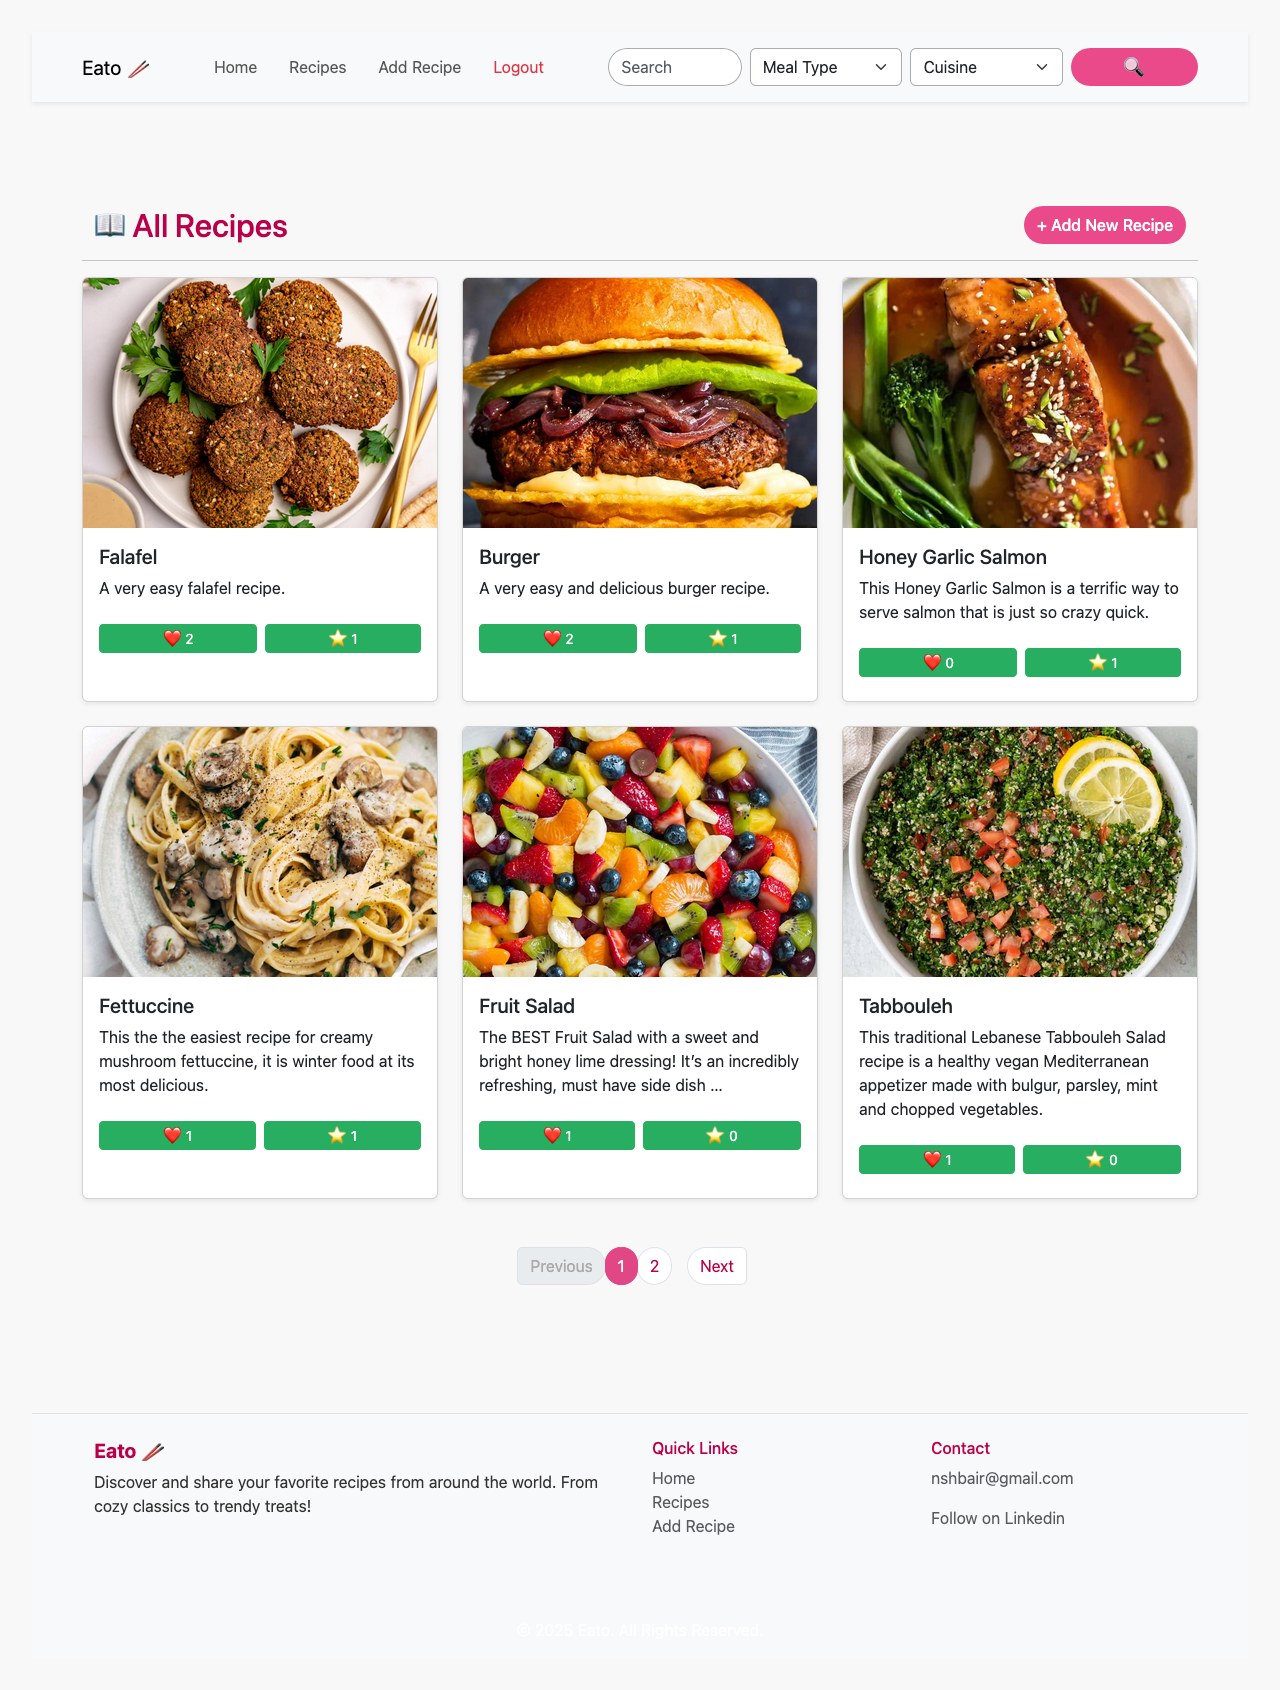 Eato 🥢
Home
Recipes
Add Recipe
Logout
Search
Meal Type
Cuisine
🔍
📖 All Recipes
+ Add New Recipe
Falafel
A very easy falafel recipe.
❤️ 2
⭐ 1
Burger
A very easy and delicious burger recipe.
❤️ 2
⭐ 1
Honey Garlic Salmon
This Honey Garlic Salmon is a terrific way to
serve salmon that is just so crazy quick.
❤️ 0
⭐ 1
Fettuccine
This the the easiest recipe for creamy
mushroom fettuccine, it is winter food at its
most delicious.
❤️ 1
⭐ 1
Fruit Salad
The BEST Fruit Salad with a sweet and
bright honey lime dressing! It’s an incredibly
refreshing, must have side dish ...
❤️ 1
⭐ 0
Tabbouleh
This traditional Lebanese Tabbouleh Salad
recipe is a healthy vegan Mediterranean
appetizer made with bulgur, parsley, mint
and chopped vegetables.
❤️ 1
⭐ 0
Previous
1
2
Next
Eato 🥢
Discover and share your favorite recipes from around the world. From
cozy classics to trendy treats!
Quick Links
Home
Recipes
Add Recipe
Contact
nshbair@gmail.com
Follow on Linkedin
© 2025 Eato. All Rights Reserved.